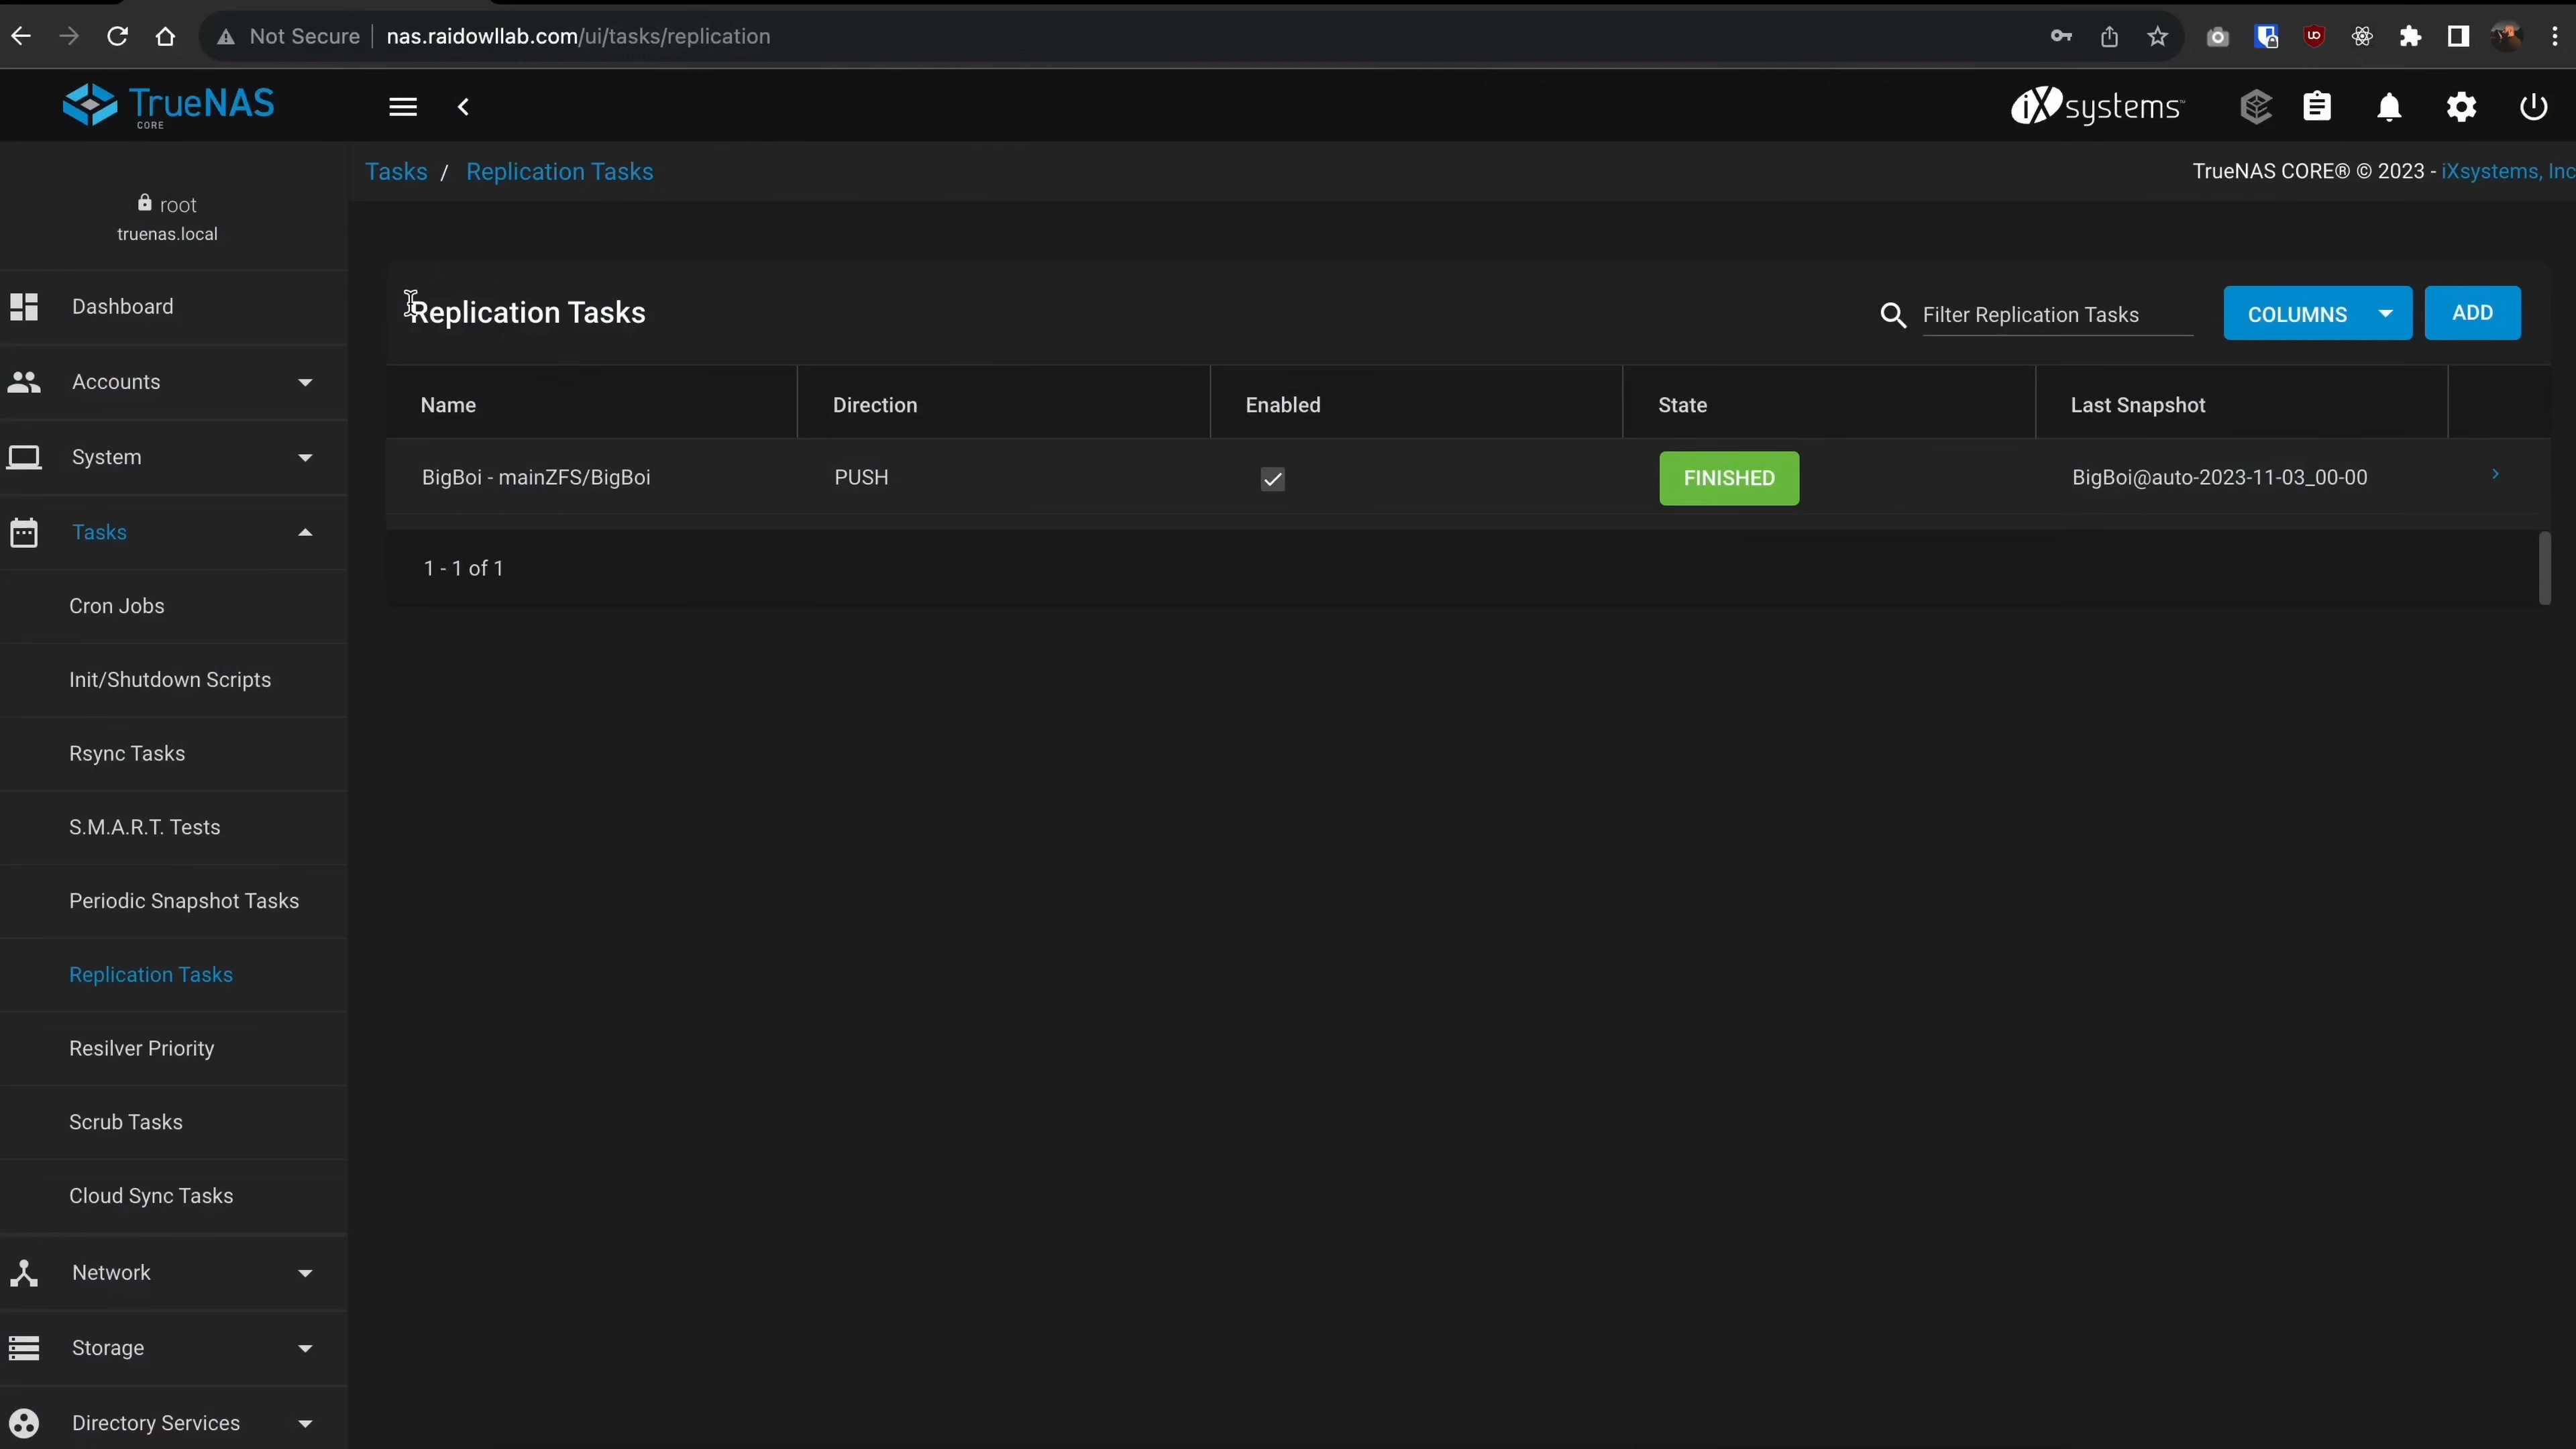 Not Secure nas.raidowllab.com/ui/tasks/replication
TrueNAS
CORE
iXsystems™
Tasks / Replication Tasks
TrueNAS CORE® © 2023 - iXsystems, Inc
root
truenas.local
Dashboard
Accounts
System
Tasks
Cron Jobs
Init/Shutdown Scripts
Rsync Tasks
S.M.A.R.T. Tests
Periodic Snapshot Tasks
Replication Tasks
Resilver Priority
Scrub Tasks
Cloud Sync Tasks
Network
Storage
Directory Services
Replication Tasks
Filter Replication Tasks
COLUMNS
ADD
Name Direction Enabled State Last Snapshot
BigBoi - mainZFS/BigBoi PUSH FINISHED BigBoi@auto-2023-11-03_00-00
1 - 1 of 1